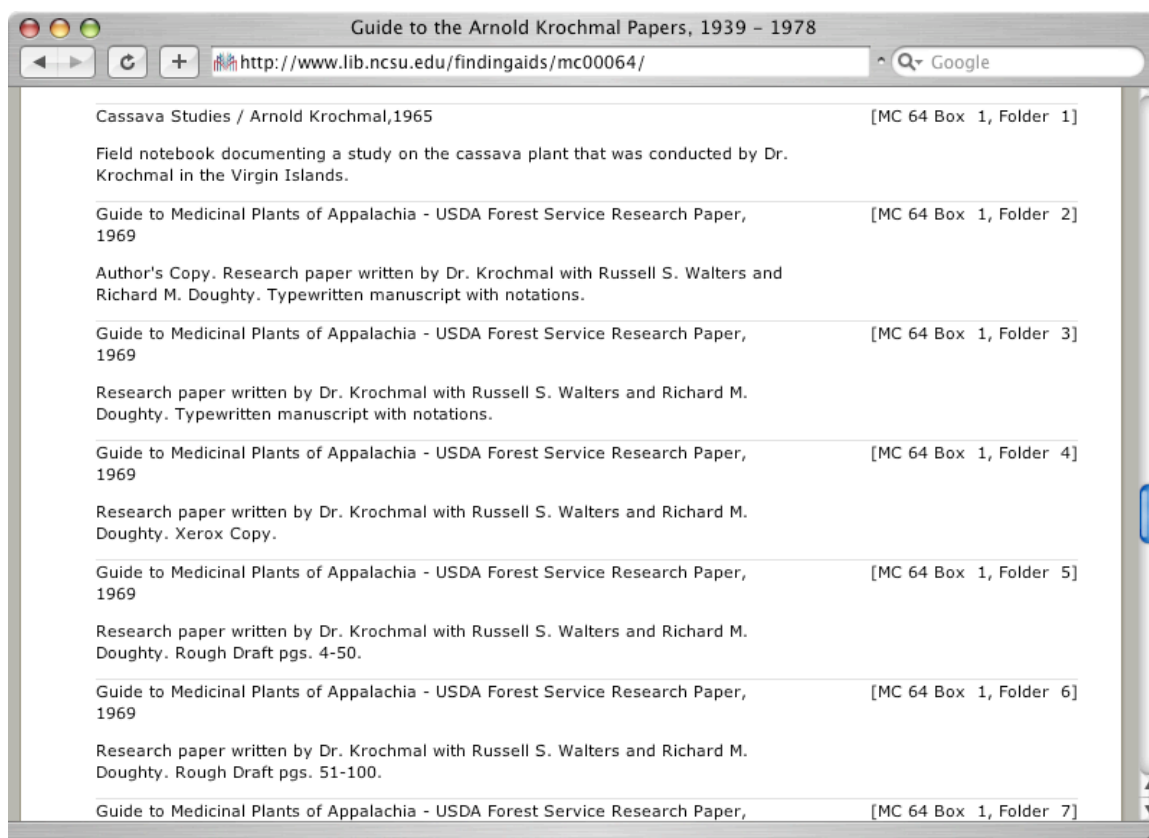 Guide to the Arnold Krochmal Papers, 1939 – 1978
http://www.lib.ncsu.edu/findingaids/mc00064/
Google
Cassava Studies / Arnold Krochmal,1965 [MC 64 Box 1, Folder 1]
Field notebook documenting a study on the cassava plant that was conducted by Dr.
Krochmal in the Virgin Islands.
Guide to Medicinal Plants of Appalachia - USDA Forest Service Research Paper, [MC 64 Box 1, Folder 2]
1969
Author's Copy. Research paper written by Dr. Krochmal with Russell S. Walters and
Richard M. Doughty. Typewritten manuscript with notations.
Guide to Medicinal Plants of Appalachia - USDA Forest Service Research Paper, [MC 64 Box 1, Folder 3]
1969
Research paper written by Dr. Krochmal with Russell S. Walters and Richard M.
Doughty. Typewritten manuscript with notations.
Guide to Medicinal Plants of Appalachia - USDA Forest Service Research Paper, [MC 64 Box 1, Folder 4]
1969
Research paper written by Dr. Krochmal with Russell S. Walters and Richard M.
Doughty. Xerox Copy.
Guide to Medicinal Plants of Appalachia - USDA Forest Service Research Paper, [MC 64 Box 1, Folder 5]
1969
Research paper written by Dr. Krochmal with Russell S. Walters and Richard M.
Doughty. Rough Draft pgs. 4-50.
Guide to Medicinal Plants of Appalachia - USDA Forest Service Research Paper, [MC 64 Box 1, Folder 6]
1969
Research paper written by Dr. Krochmal with Russell S. Walters and Richard M.
Doughty. Rough Draft pgs. 51-100.
Guide to Medicinal Plants of Appalachia - USDA Forest Service Research Paper, [MC 64 Box 1, Folder 7]